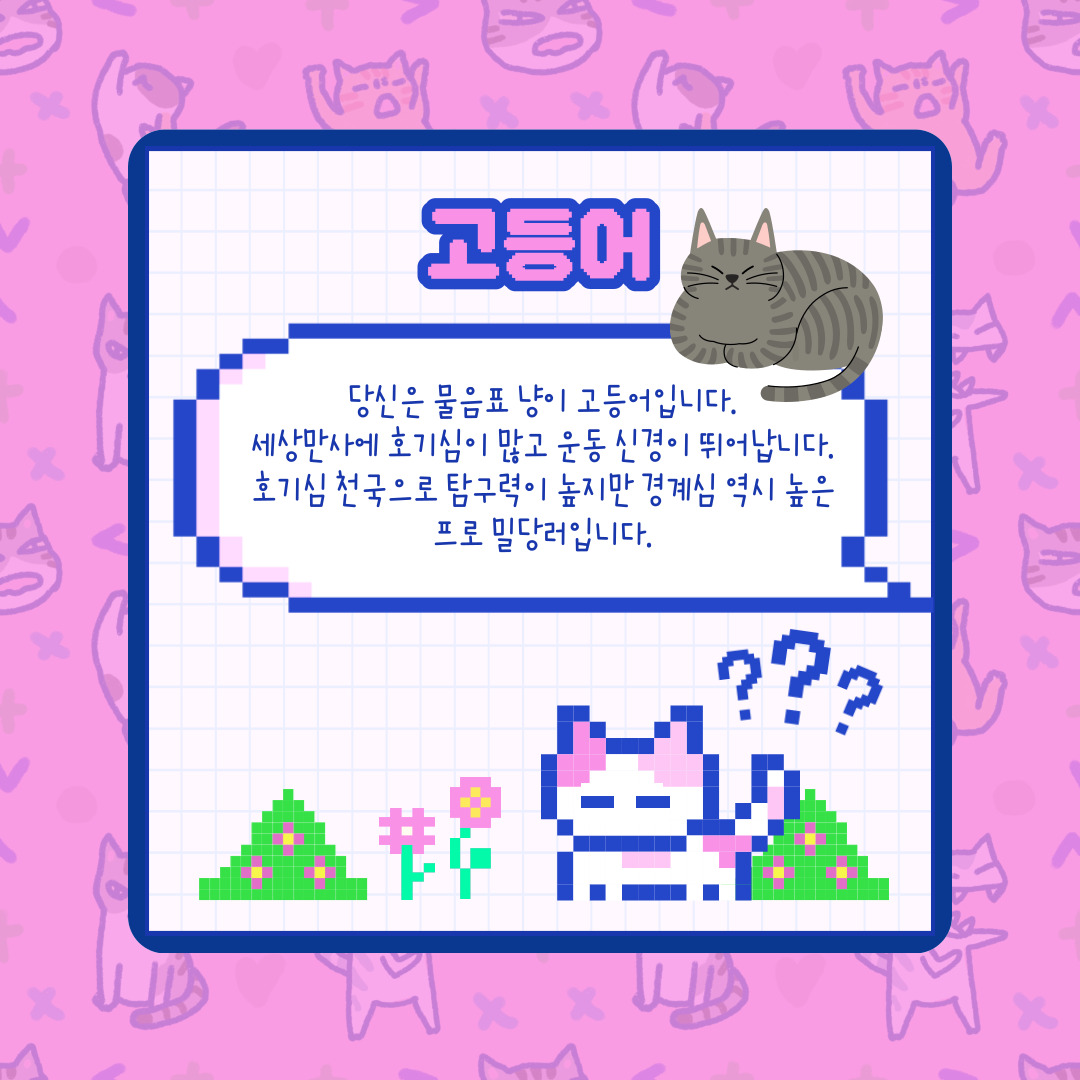 고등어
당신은 물음표 냥이 고등어입니다.
세상만사에 호기심이 많고 운동 신경이 뛰어납니다.
호기심 천국으로 탐구력이 높지만 경계심 역시 높은
프로 밀당러입니다.
???